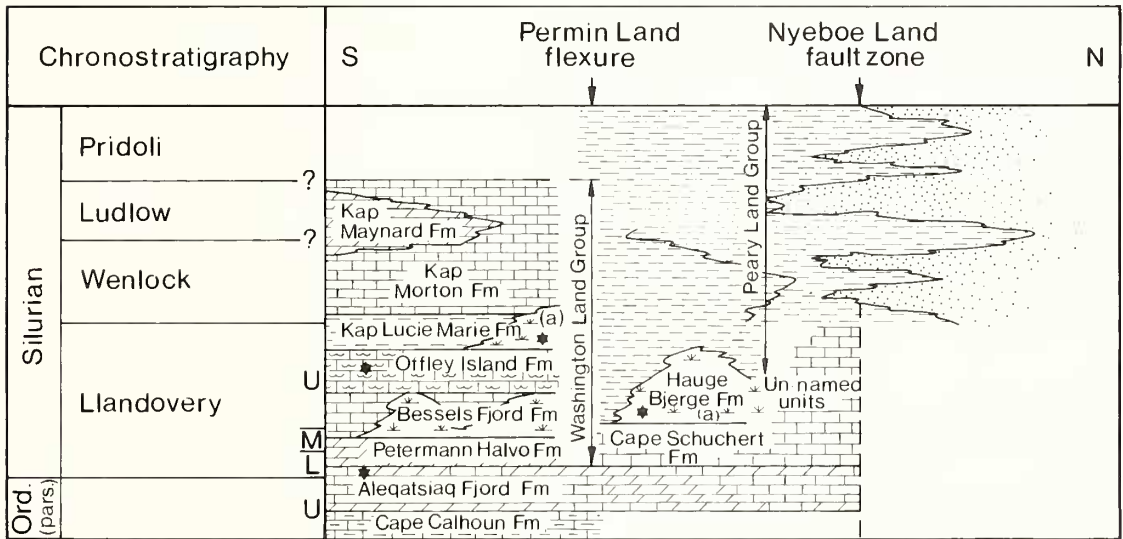 Chronostratigraphy
S
Permin Land
flexure
Nyeboe Land
fault zone
N
Silurian
Pridoli
?
Ludlow
?
Wenlock
Llandovery
U
M
L
Ord.
(pars.)
U
Kap
Maynard Fm
Kap
Morton Fm
Kap Lucie Marie Fm
(a)
Offley Island Fm
Bessels Fjord Fm
Petermann Halvo Fm
Aleqatsiaq Fjord Fm
Cape Calhoun Fm
Washington Land Group
Hauge
Bjerge Fm
(a)
Cape Schuchert
Fm
Peary Land Group
Un-named
units